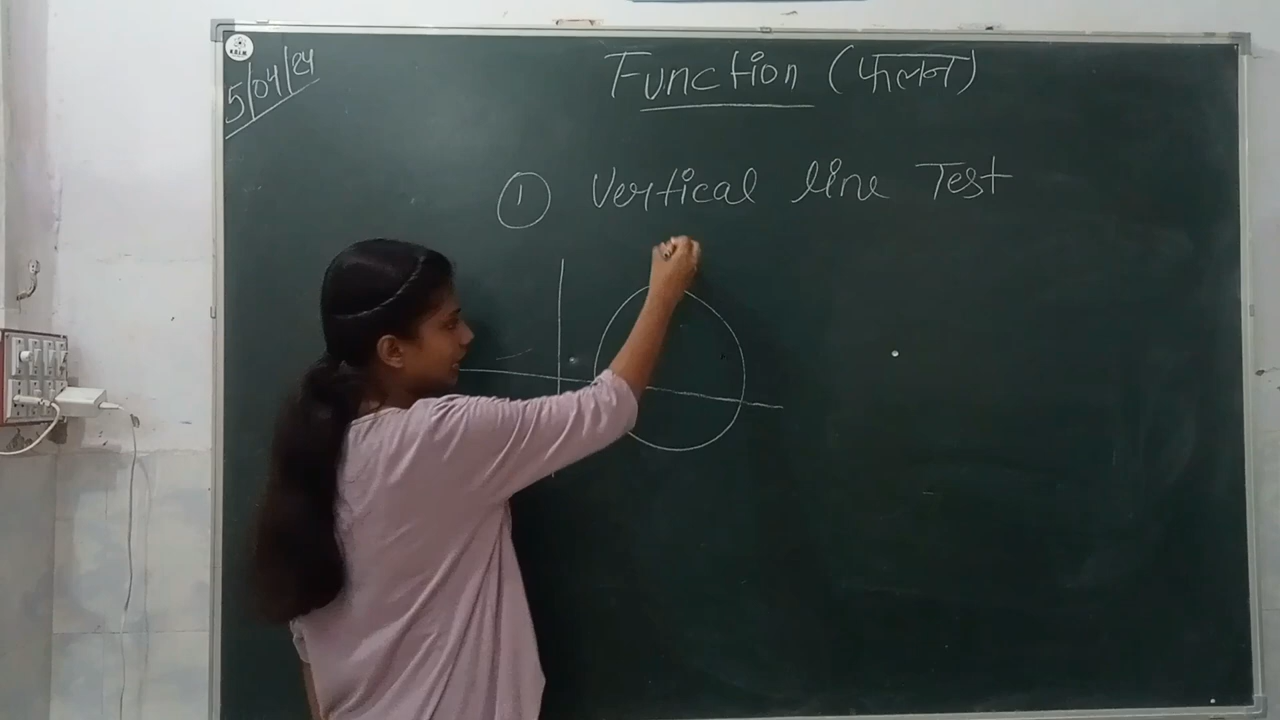 5/04/24
Function (फलन)
① Vertical line Test